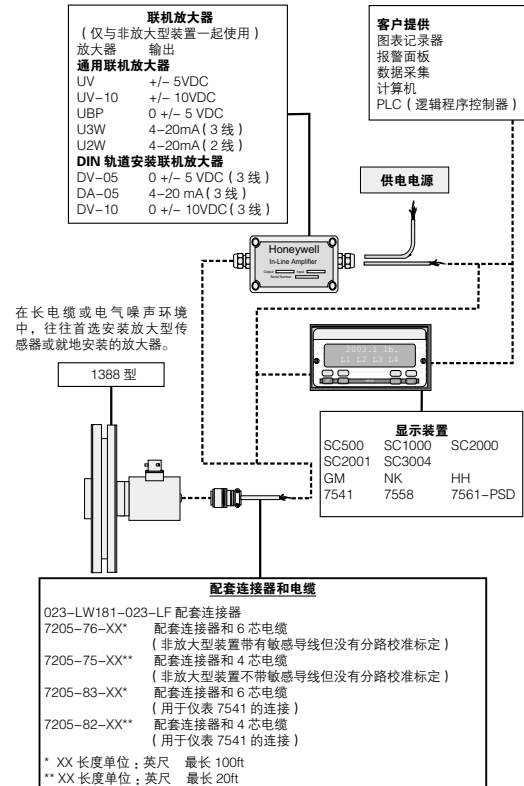 联机放大器
（仅与非放大型装置一起使用）
放大器 输出
通用联机放大器
UV +/– 5VDC
UV–10 +/– 10VDC
UBP 0 +/– 5 VDC
U3W 4–20mA（3 线）
U2W 4–20mA（2 线）
DIN 轨道安装联机放大器
DV–05 0 +/– 5 VDC（3 线）
DA–05 4–20 mA（3 线）
DV–10 0 +/– 10VDC（3 线）
客户提供
图表记录器
报警面板
数据采集
计算机
PLC（逻辑程序控制器）
供电电源
Honeywell
In-Line Amplifier
Output Input
Serial Number
在长电缆或电气噪声环境
中，往往首选安装放大型传
感器或就地安装的放大器。
1388 型
2003.1 lb.
L1 L2 L3 L4
显示装置
SC500 SC1000 SC2000
SC2001 SC3004
GM NK HH
7541 7558 7561–PSD
配套连接器和电缆
023–LW181–023–LF 配套连接器
7205–76–XX* 配套连接器和 6 芯电缆
（非放大型装置带有敏感导线但没有分路校准标定）
7205–75–XX** 配套连接器和 4 芯电缆
（非放大型装置不带敏感导线但没有分路校准标定）
7205–83–XX* 配套连接器和 6 芯电缆
（用于仪表 7541 的连接）
7205–82–XX** 配套连接器和 4 芯电缆
（用于仪表 7541 的连接）
* XX 长度单位：英尺 最长 100ft
** XX 长度单位：英尺 最长 20ft